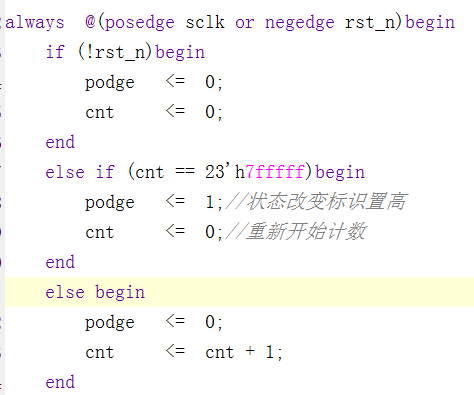 always  @(posedge sclk or negedge rst_n)begin
    if (!rst_n)begin
        podge   <=  0;
        cnt     <=  0;
    end
    else if (cnt == 23'h7fffff)begin
        podge   <=  1;//状态改变标识置高
        cnt     <=  0;//重新开始计数
    end
    else begin
        podge   <=  0;
        cnt     <=  cnt + 1;
    end